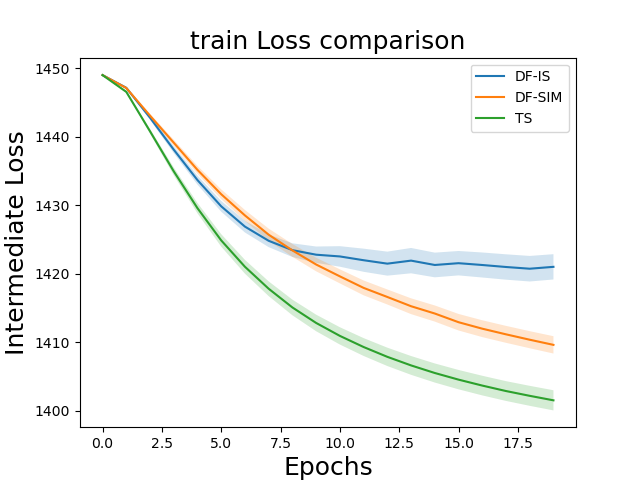 train Loss comparison
Intermediate Loss
1450
1440
1430
1420
1410
1400
DF-IS
DF-SIM
TS
0.0 2.5 5.0 7.5 10.0 12.5 15.0 17.5
Epochs